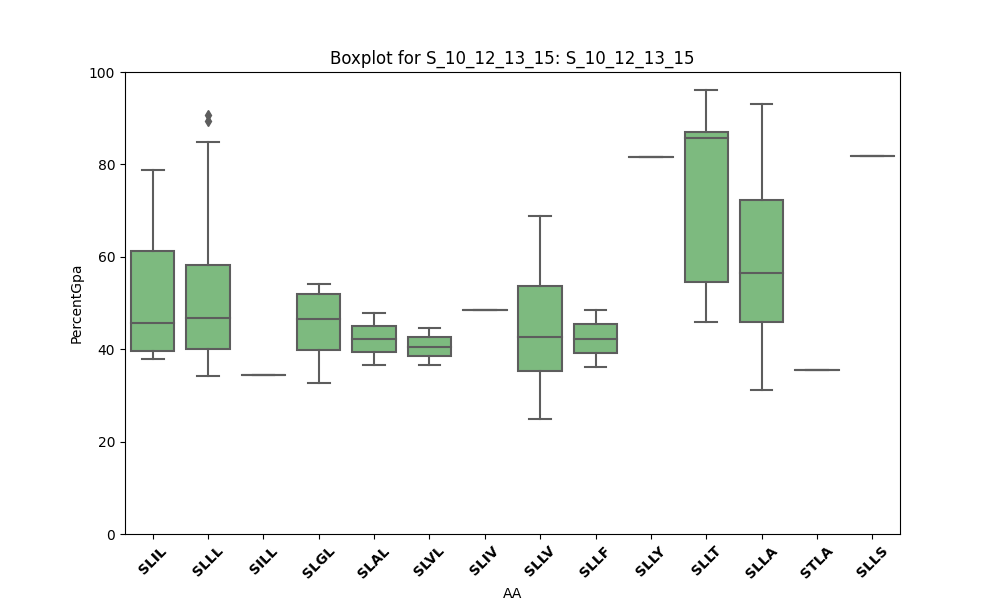 Boxplot for S_10_12_13_15: S_10_12_13_15
100
80
60
40
20
0
PercentGpa
SLIL SLLL SILL SLGL SLAL SLVL SLIV SLLV SLLF SLLY SLLT SLLA STLA SLLS
AA